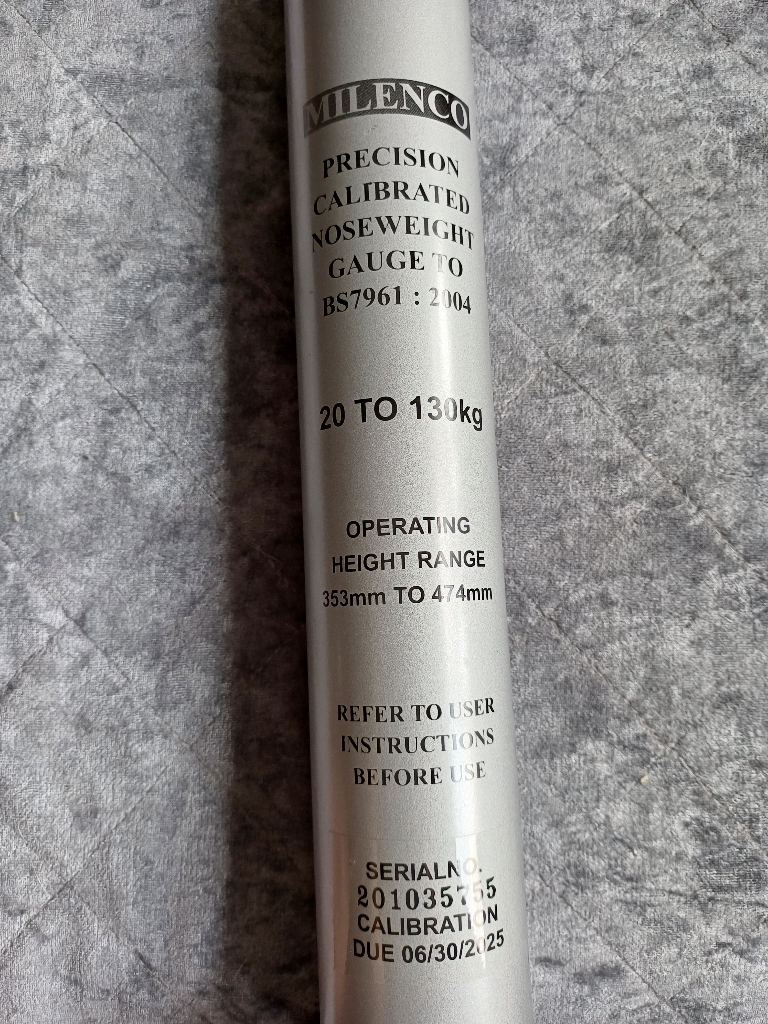 MILENCO
PRECISION
CALIBRATED
NOSEWEIGHT
GAUGE TO
BS7961 : 2004
20 TO 130kg
OPERATING
HEIGHT RANGE
353mm TO 474mm
REFER TO USER
INSTRUCTIONS
BEFORE USE
SERIALNO.
201035755
CALIBRATION
DUE 06/30/2025